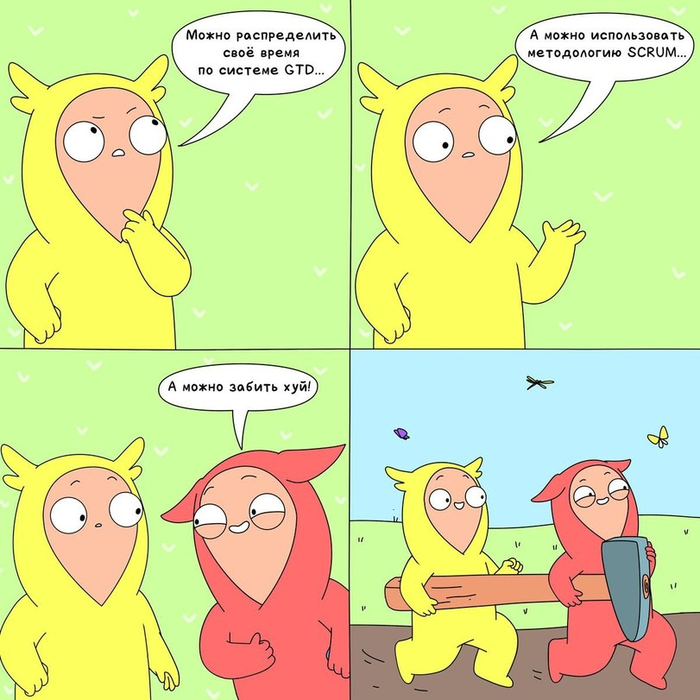 Можно распределить
своё время
по системе GTD...
А можно использовать
методологию SCRUM...
А можно забить хуй!